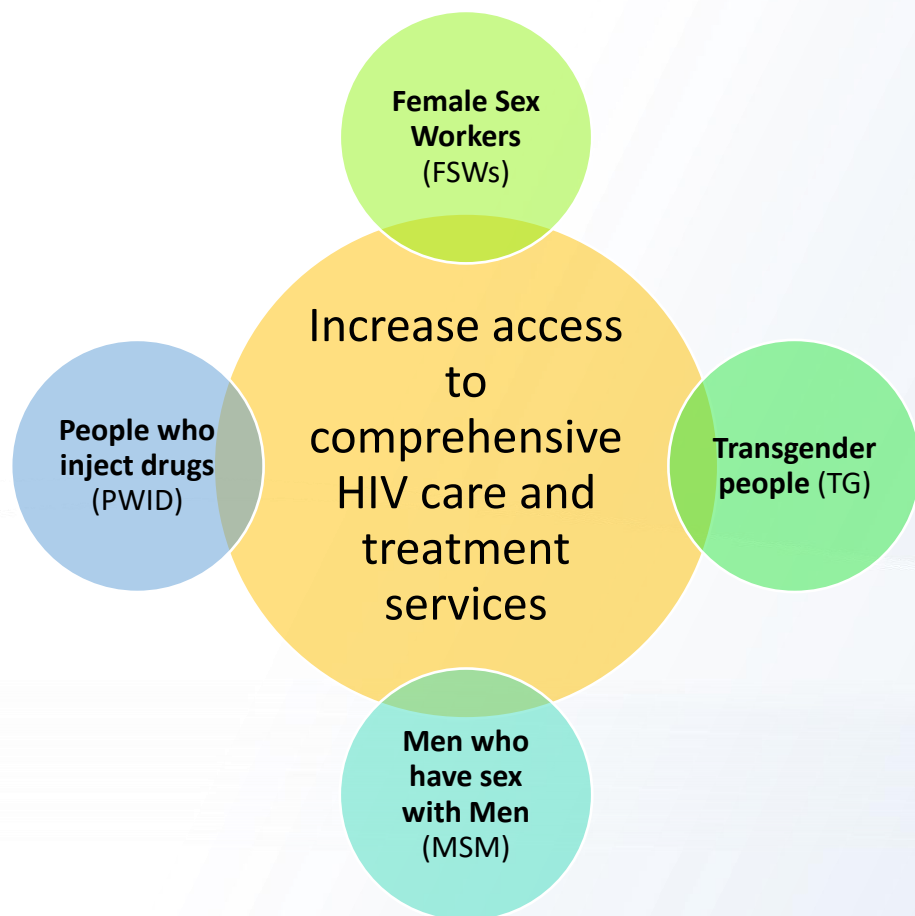 Female Sex
Workers
(FSWs)
Increase access
to
comprehensive
HIV care and
treatment
services
People who
inject drugs
(PWID)
Transgender
people (TG)
Men who
have sex
with Men
(MSM)